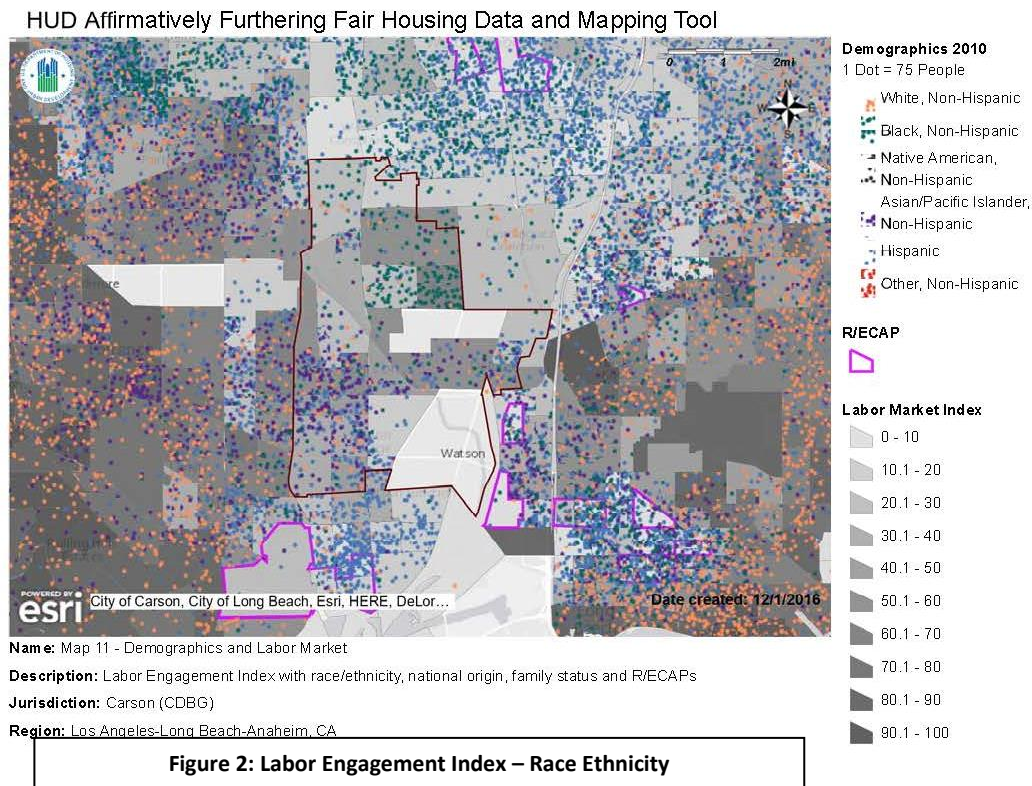 HUD Affirmatively Furthering Fair Housing Data and Mapping Tool
0 1 2mi
N
W E
S
Watson
POWERED BY
esri
City of Carson, City of Long Beach, Esri, HERE, DeLor…
Date created: 12/1/2016
Demographics 2010
1 Dot = 75 People
White, Non-Hispanic
Black, Non-Hispanic
Native American,
Non-Hispanic
Asian/Pacific Islander,
Non-Hispanic
Hispanic
Other, Non-Hispanic
R/ECAP
Labor Market Index
0 - 10
10.1 - 20
20.1 - 30
30.1 - 40
40.1 - 50
50.1 - 60
60.1 - 70
70.1 - 80
80.1 - 90
90.1 - 100
Name: Map 11 - Demographics and Labor Market
Description: Labor Engagement Index with race/ethnicity, national origin, family status and R/ECAPs
Jurisdiction: Carson (CDBG)
Region: Los Angeles-Long Beach-Anaheim, CA
Figure 2: Labor Engagement Index – Race Ethnicity